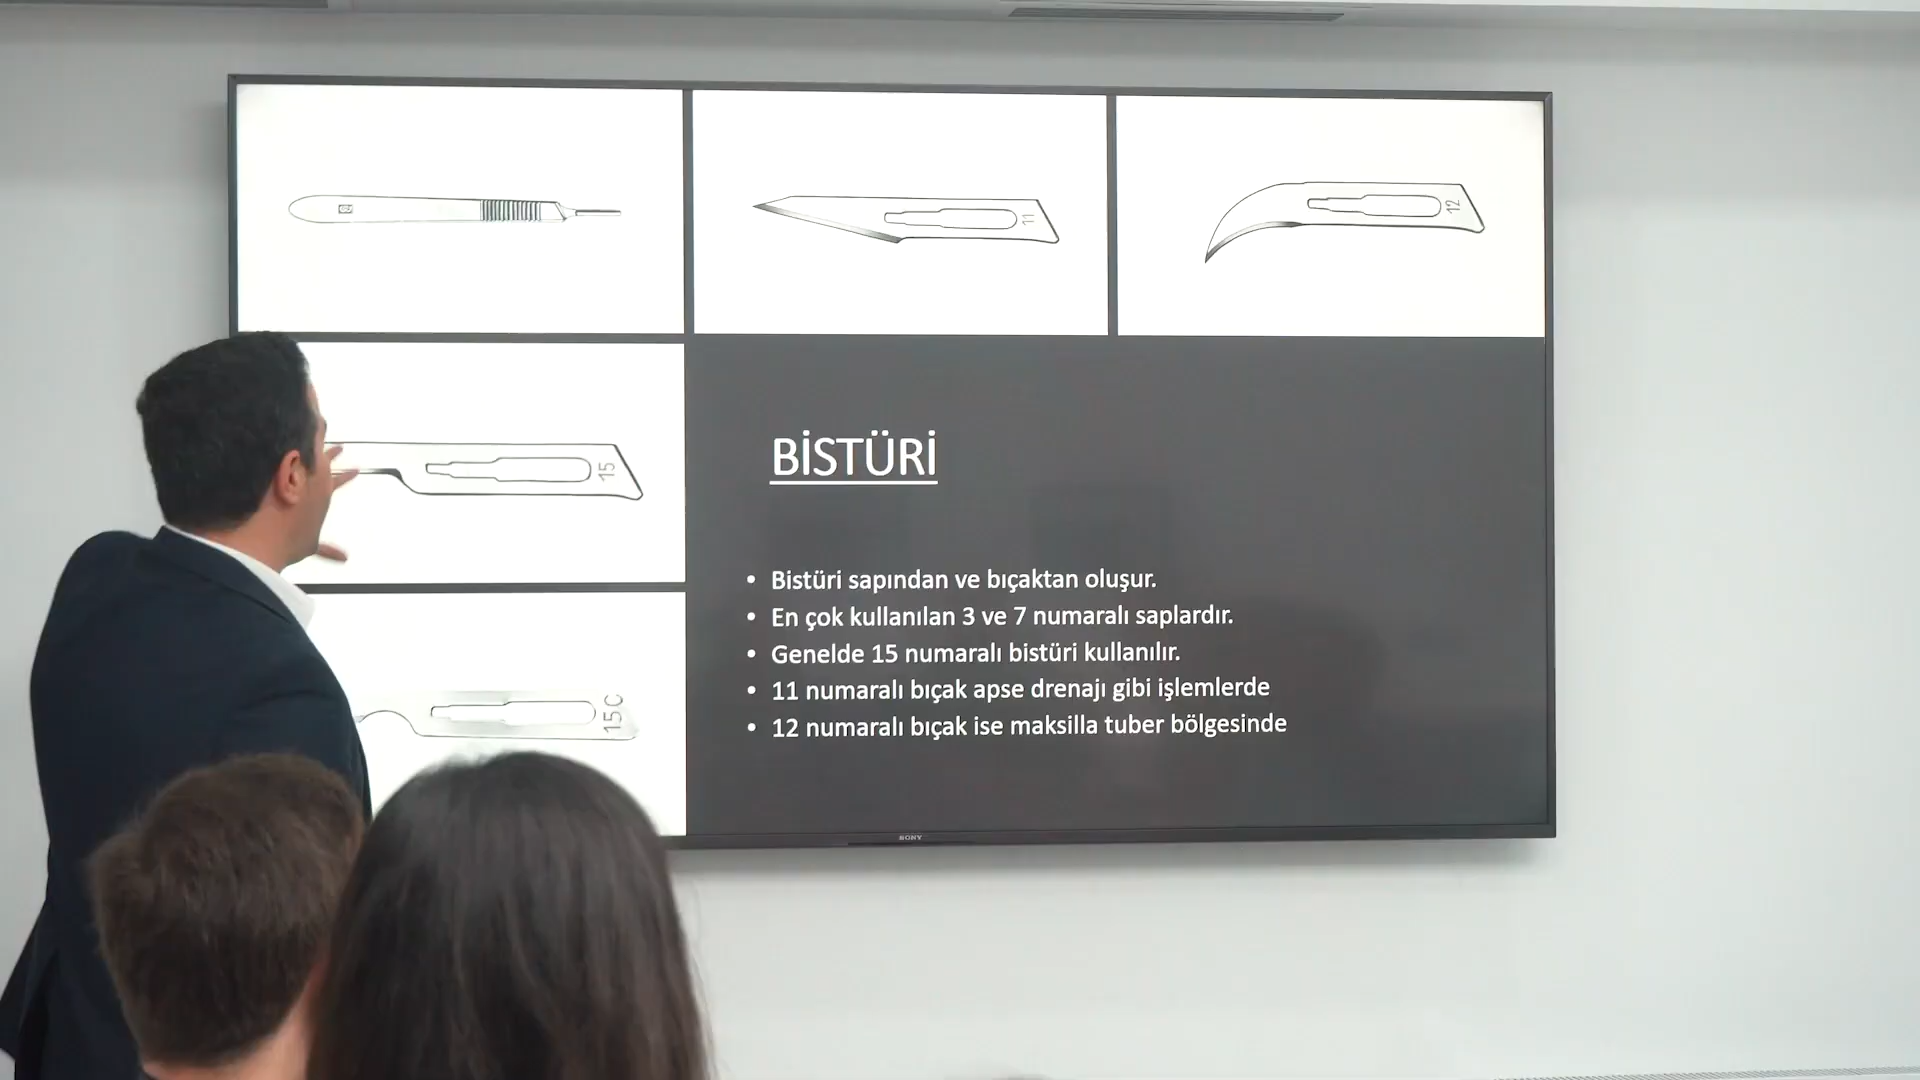 11
12
15
15C
BİSTÜRİ
• Bistüri sapından ve bıçaktan oluşur.
• En çok kullanılan 3 ve 7 numaralı saplardır.
• Genelde 15 numaralı bistüri kullanılır.
• 11 numaralı bıçak apse drenajı gibi işlemlerde
• 12 numaralı bıçak ise maksilla tuber bölgesinde
SONY